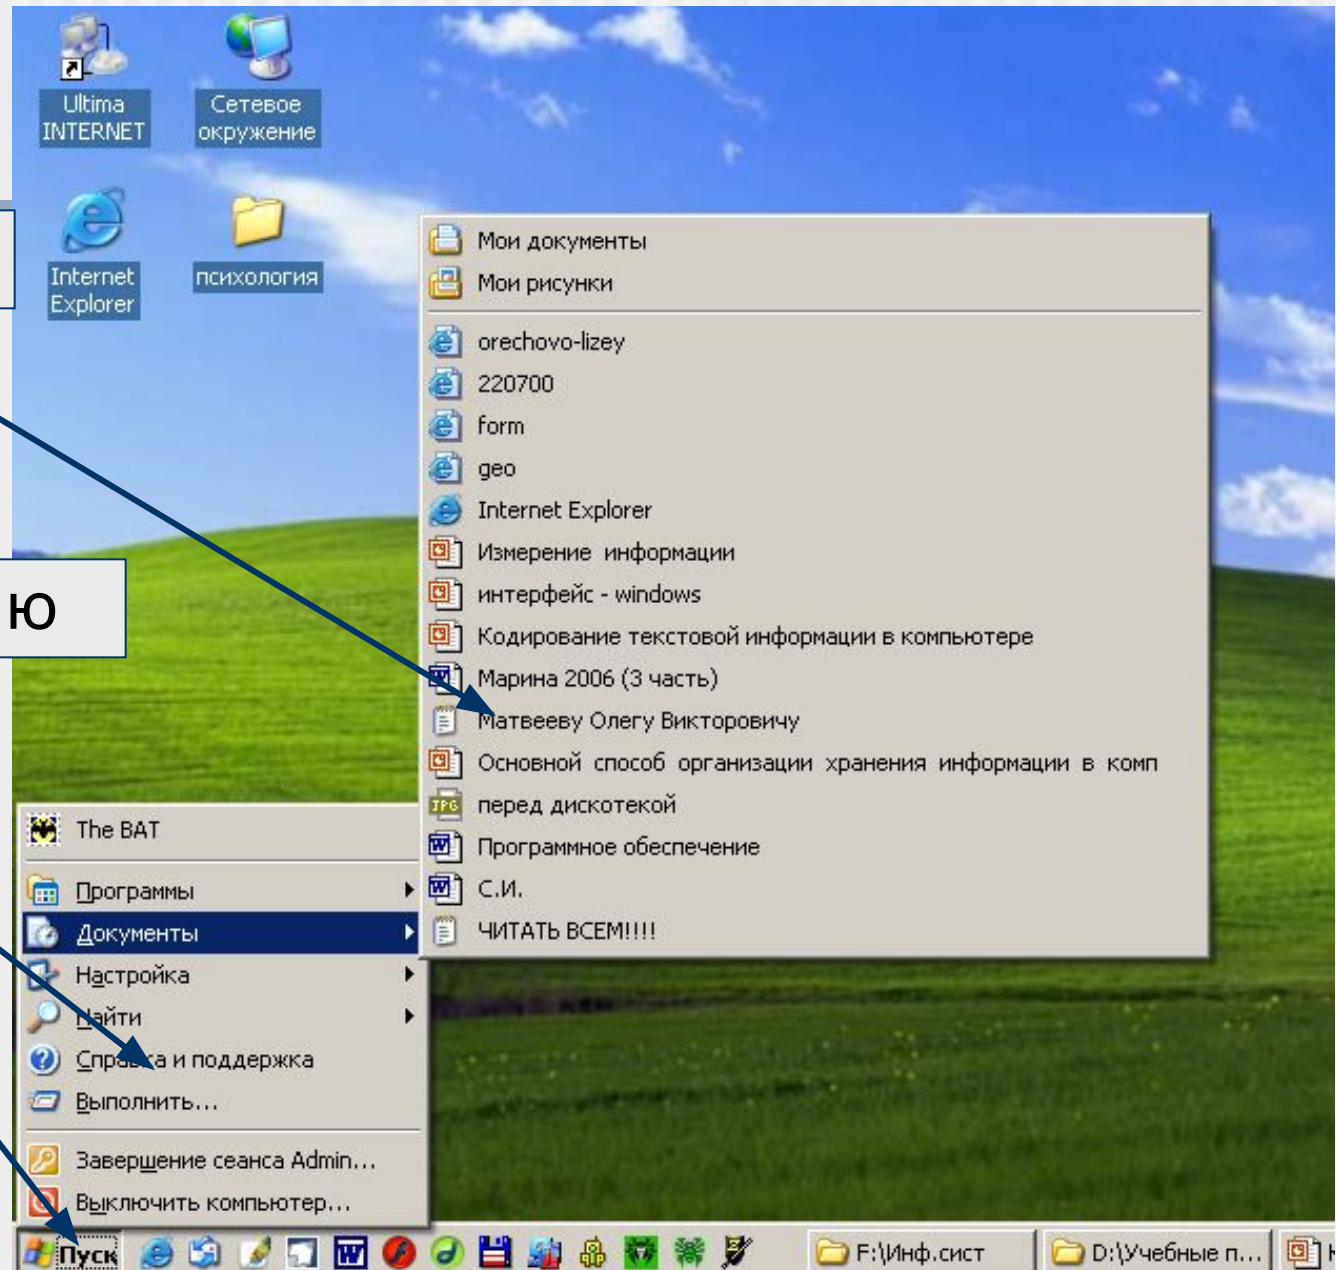 Ultima
INTERNET
Сетевое
окружение
Internet
Explorer
психология
Мои документы
Мои рисунки
orechovo-lizey
220700
form
geo
Internet Explorer
Измерение информации
интерфейс - windows
Кодирование текстовой информации в компьютере
Марина 2006 (3 часть)
Матвееву Олегу Викторовичу
Основной способ организации хранения информации в комп
JPG
перед дискотекой
Программное обеспечение
С.И.
ЧИТАТЬ ВСЕМ!!!!
ю
The BAT
Программы
Документы
Настройка
Найти
Справка и поддержка
Выполнить...
Завершение сеанса Admin...
Выключить компьютер...
Пуск
F:\Инф.сист
D:\Учебные п...